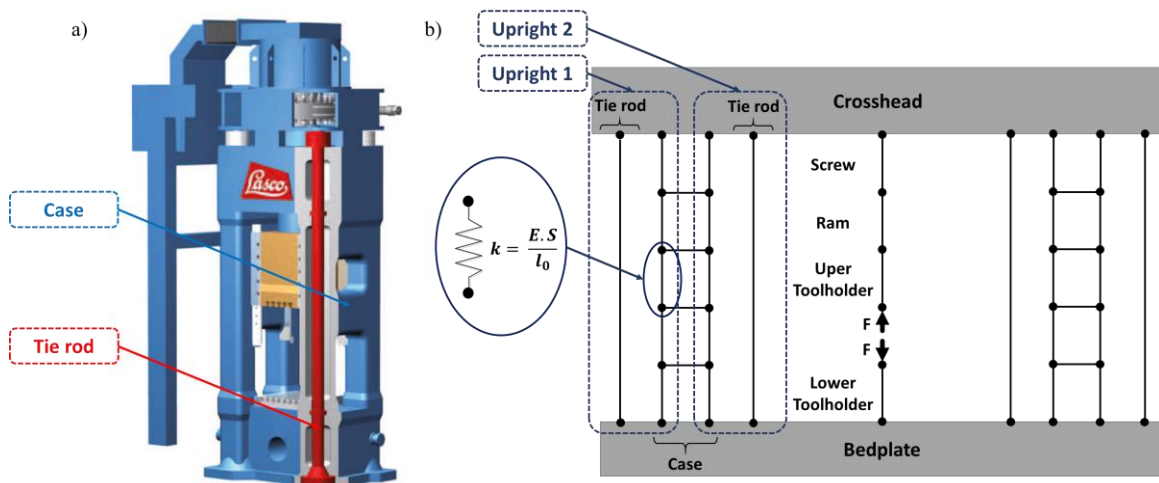 a)
Lasco
Case
Tie rod
b)
Upright 2
Upright 1
Crosshead
Tie rod
Tie rod
Screw
Ram
k = E.S / l₀
Uper
Toolholder
F
F
Lower
Toolholder
Case
Bedplate